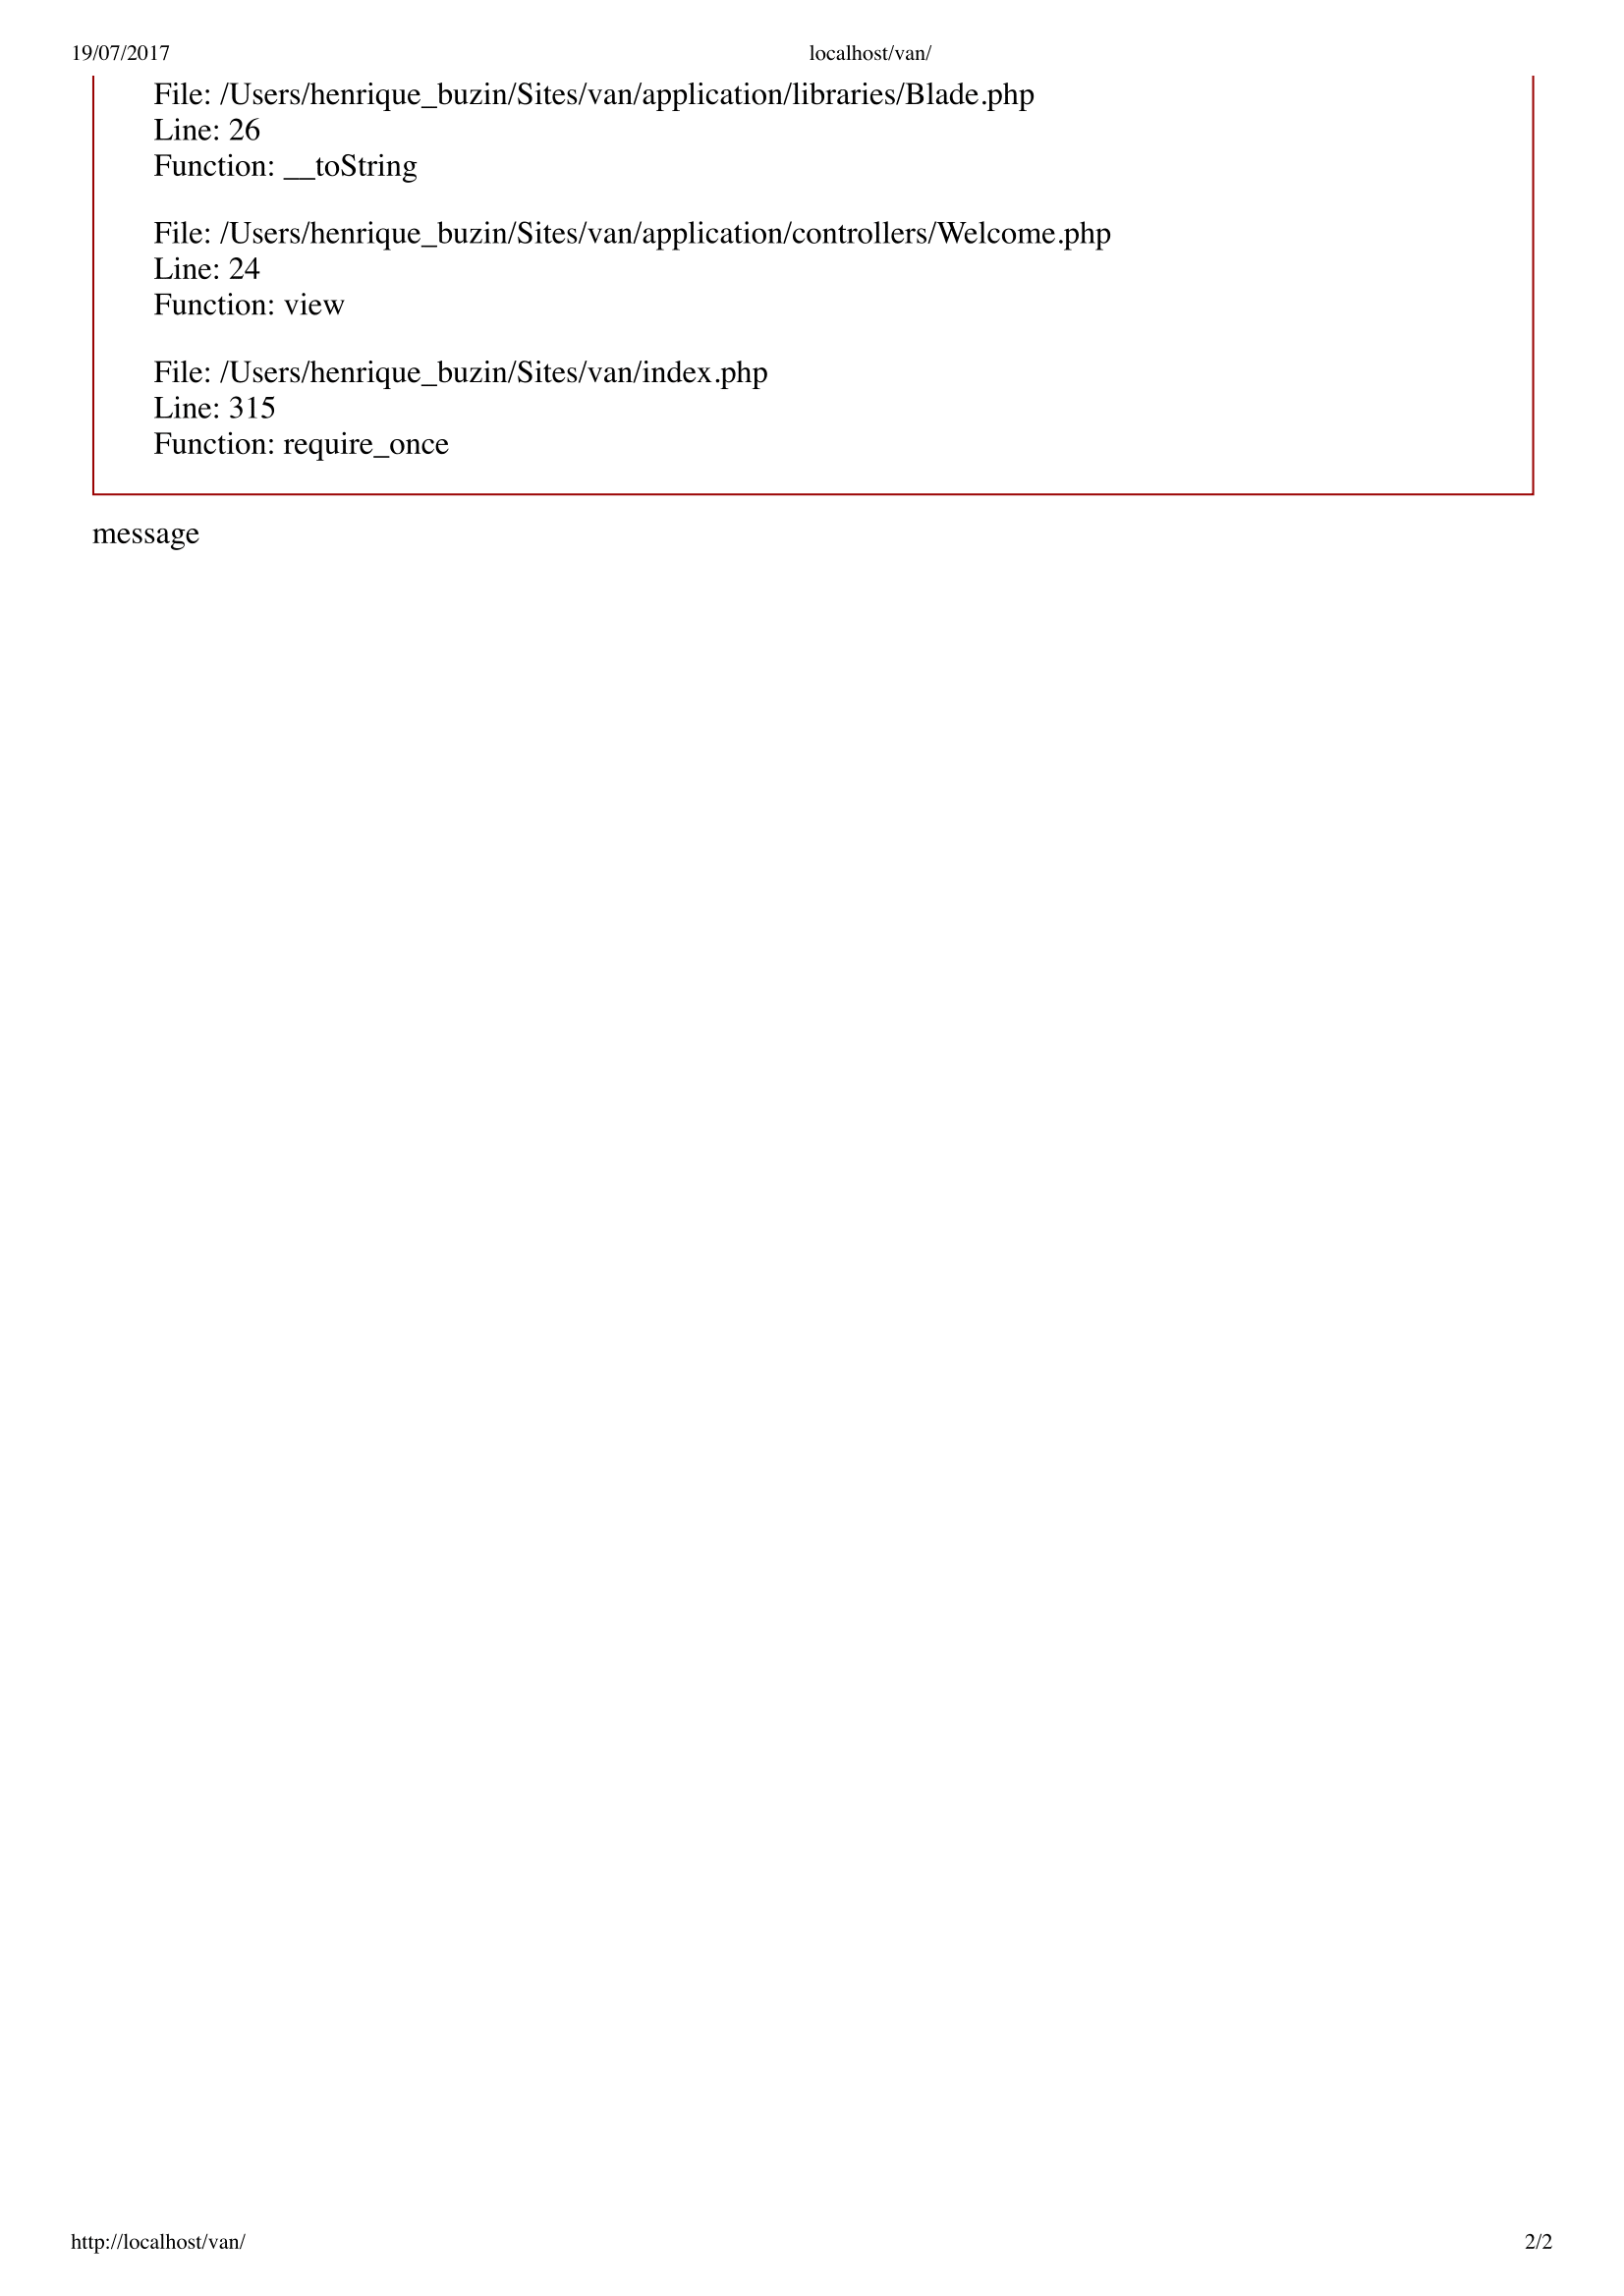 19/07/2017 localhost/van/
File: /Users/henrique_buzin/Sites/van/application/libraries/Blade.php
Line: 26
Function: __toString
File: /Users/henrique_buzin/Sites/van/application/controllers/Welcome.php
Line: 24
Function: view
File: /Users/henrique_buzin/Sites/van/index.php
Line: 315
Function: require_once
message
http://localhost/van/ 2/2